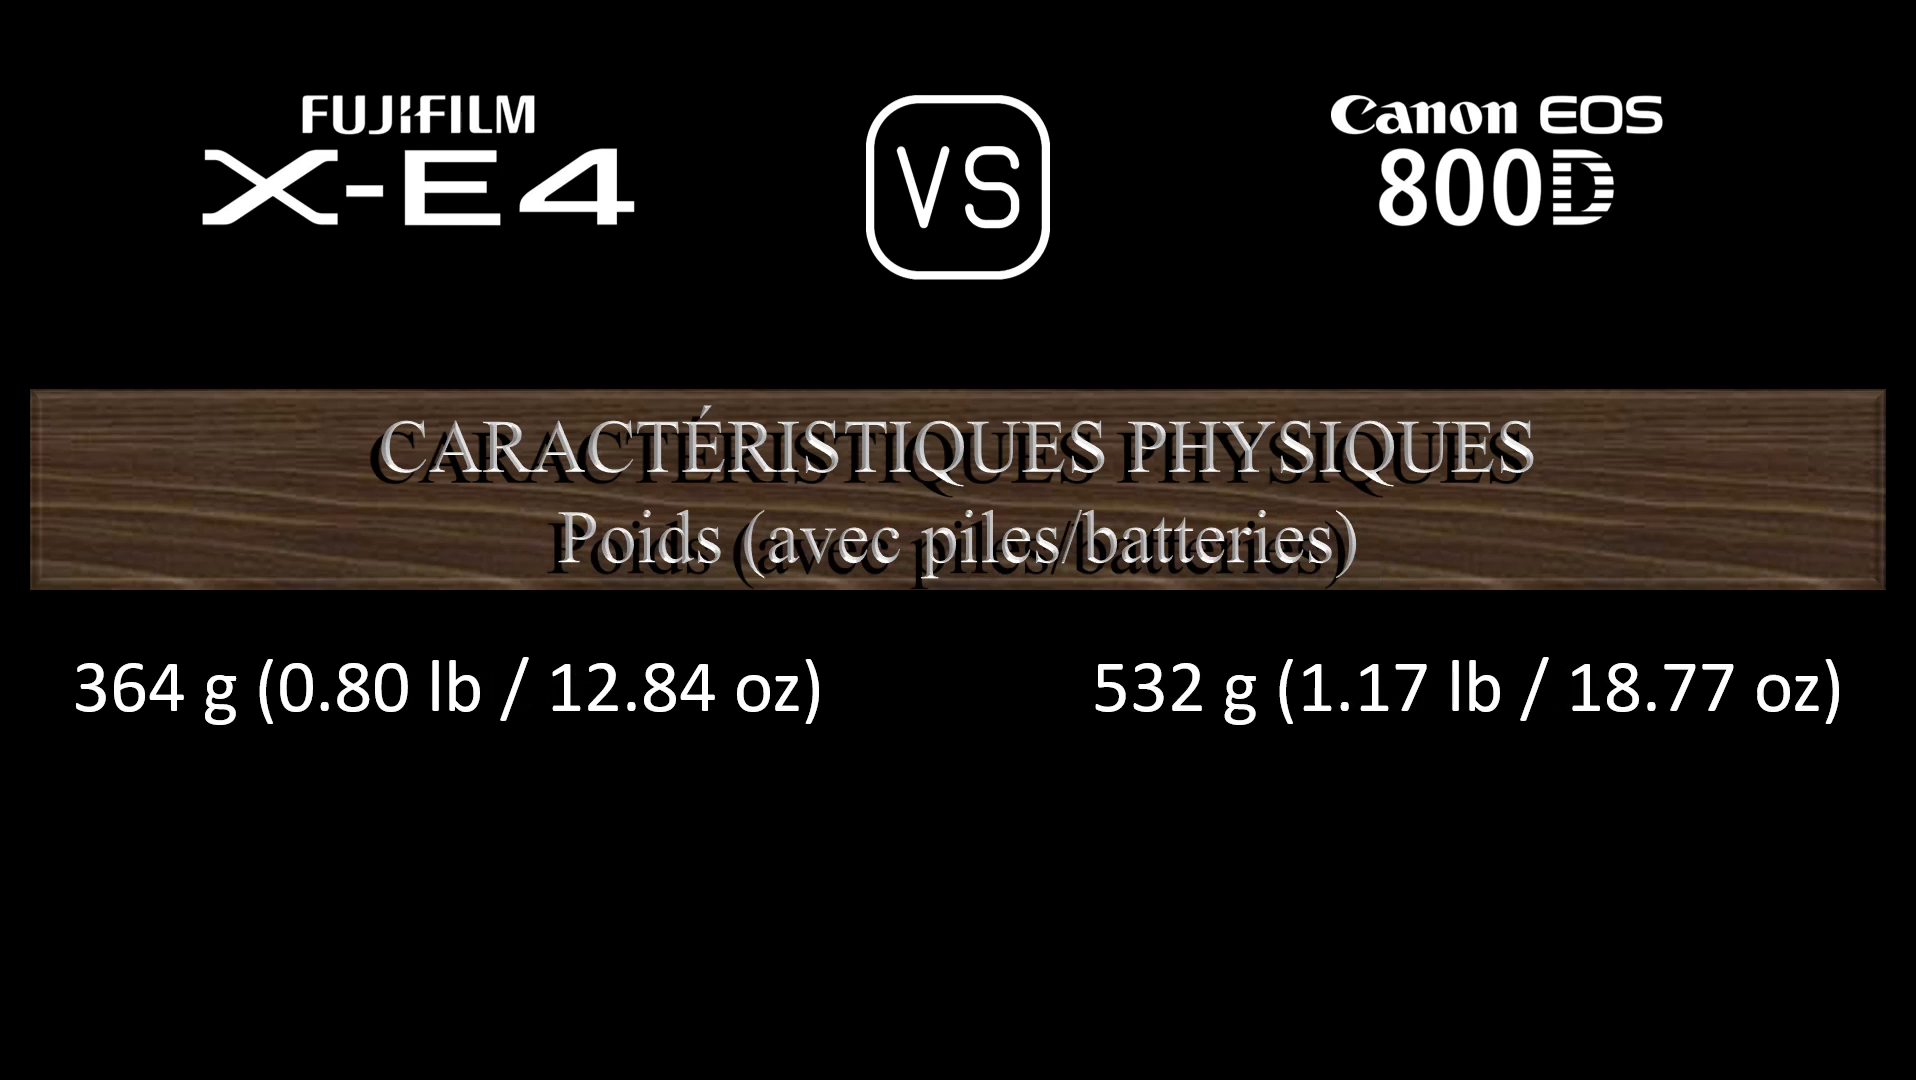 FUJIFILM
X-E4
VS
Canon EOS
800D
CARACTÉRISTIQUES PHYSIQUES
Poids (avec piles/batteries)
364 g (0.80 lb / 12.84 oz)
532 g (1.17 lb / 18.77 oz)